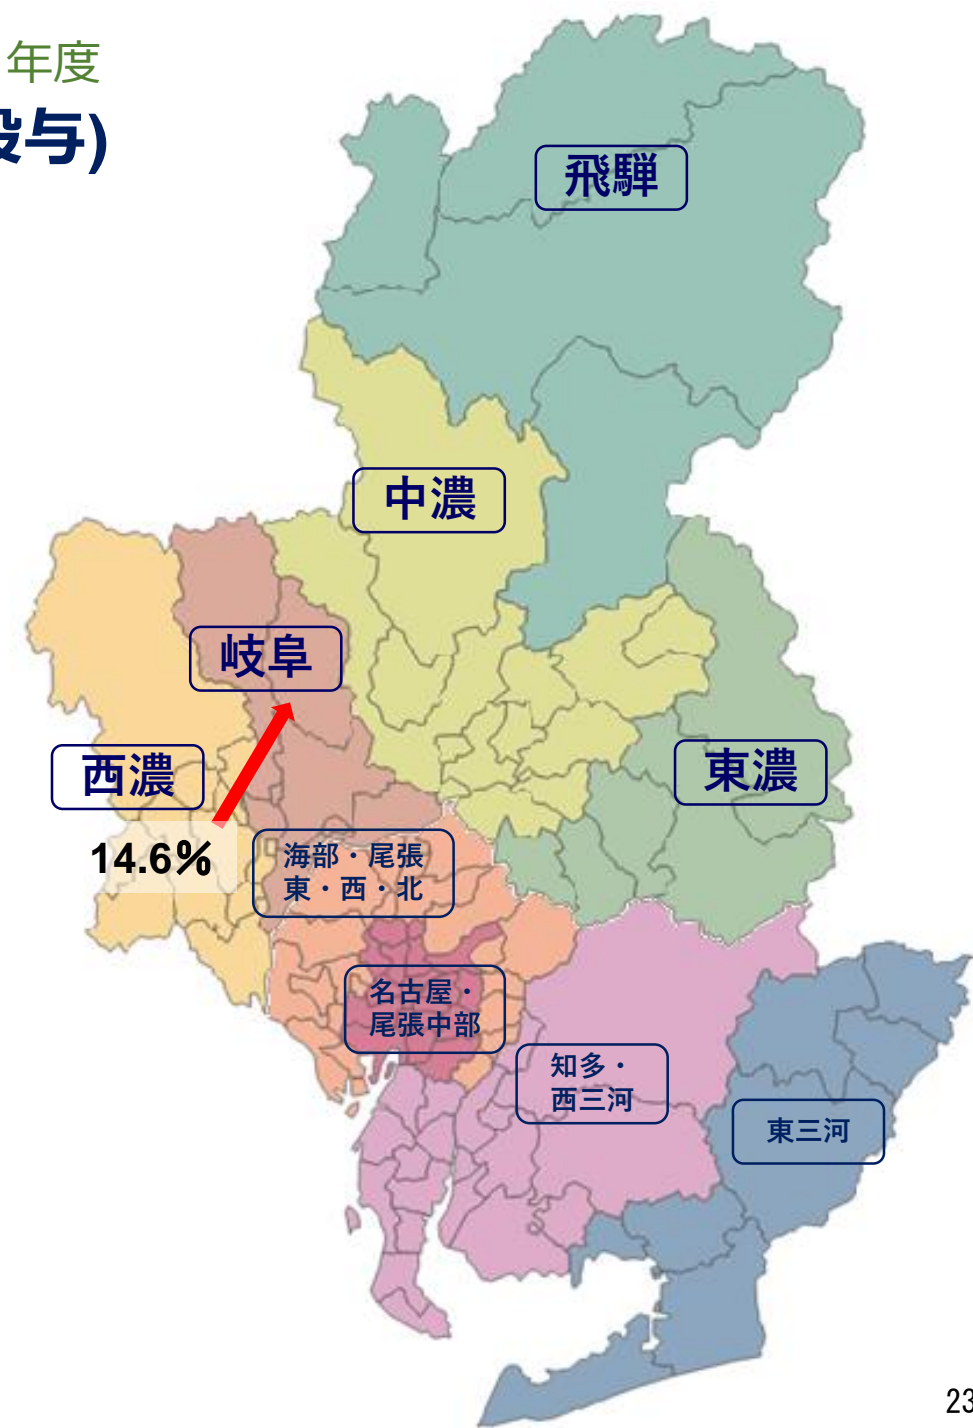 年度
与)
飛騨
中濃
岐阜
西濃
東濃
14.6%
海部・尾張
東・西・北
名古屋・
尾張中部
知多・
西三河
東三河
23